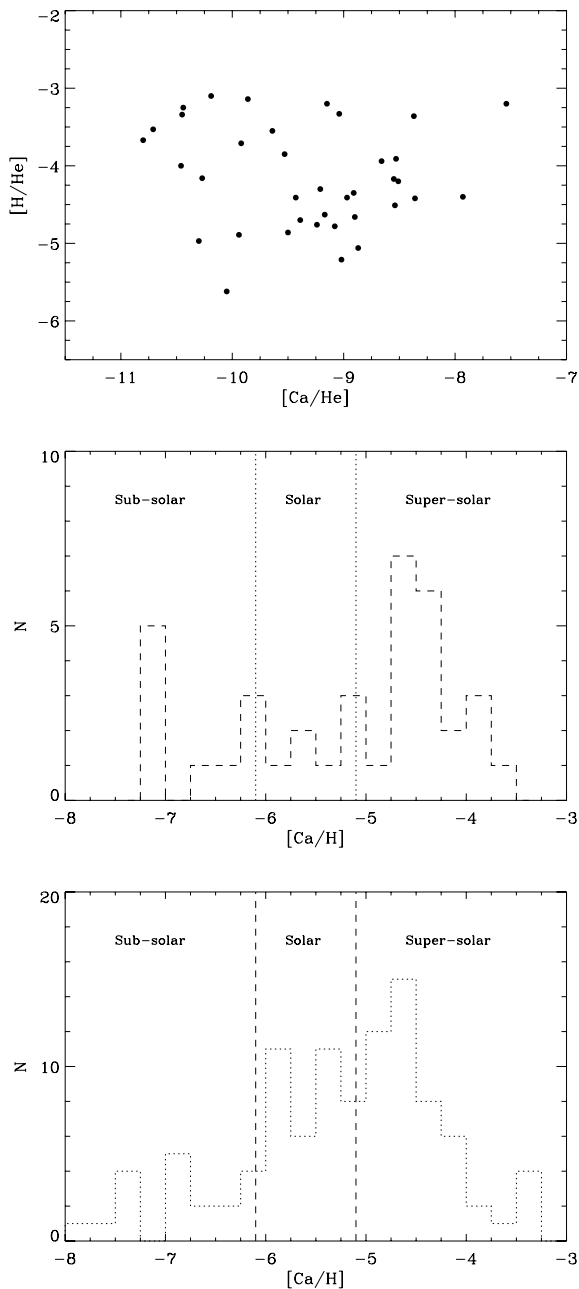 −2
−3
−4
−5
−6
[H/He]
−11 −10 −9 −8 −7
[Ca/He]
10
5
0
N
Sub−solar Solar Super−solar
−8 −7 −6 −5 −4 −3
[Ca/H]
20
10
0
N
Sub−solar Solar Super−solar
−8 −7 −6 −5 −4 −3
[Ca/H]